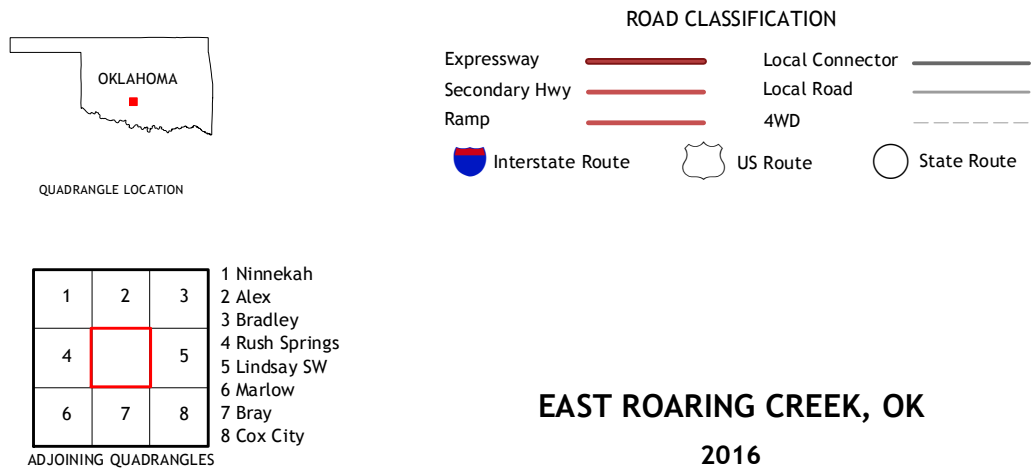 OKLAHOMA
QUADRANGLE LOCATION
ROAD CLASSIFICATION
Expressway
Secondary Hwy
Ramp
Local Connector
Local Road
4WD
Interstate Route
US Route
State Route
1 2 3
4 5
6 7 8
ADJOINING QUADRANGLES
1 Ninnekah
2 Alex
3 Bradley
4 Rush Springs
5 Lindsay SW
6 Marlow
7 Bray
8 Cox City
EAST ROARING CREEK, OK
2016